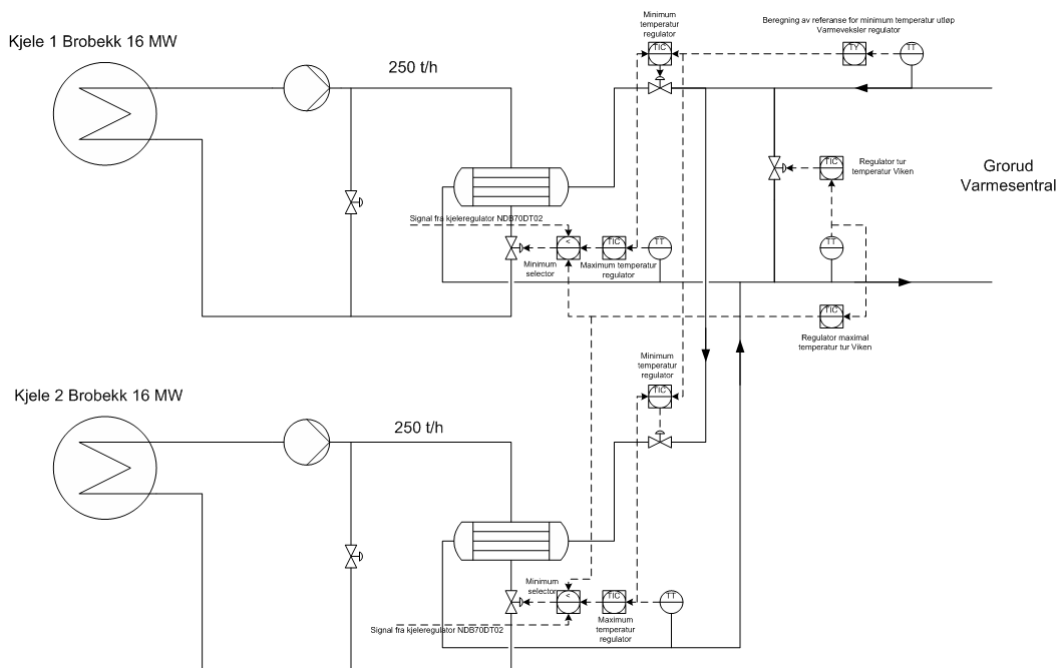 Minimum
temperatur
regulator
Beregning av referanse for minimum temperatur utløp
Varmeveksler regulator
Kjele 1 Brobekk 16 MW
TIC
TY
TT
250 t/h
Grorud
Varmesentral
TIC
Regulator tur
temperatur Viken
Signal fra kjeleregulator NDB70DT02
<
TIC
TT
TT
Minimum
selector
Maximum temperatur
regulator
TIC
Regulator maximal
temperatur tur Viken
Minimum
temperatur
regulator
Kjele 2 Brobekk 16 MW
TIC
250 t/h
Minimum
selector
<
TIC
TT
Maximum
temperatur
regulator
Signal fra kjeleregulator NDB70DT02